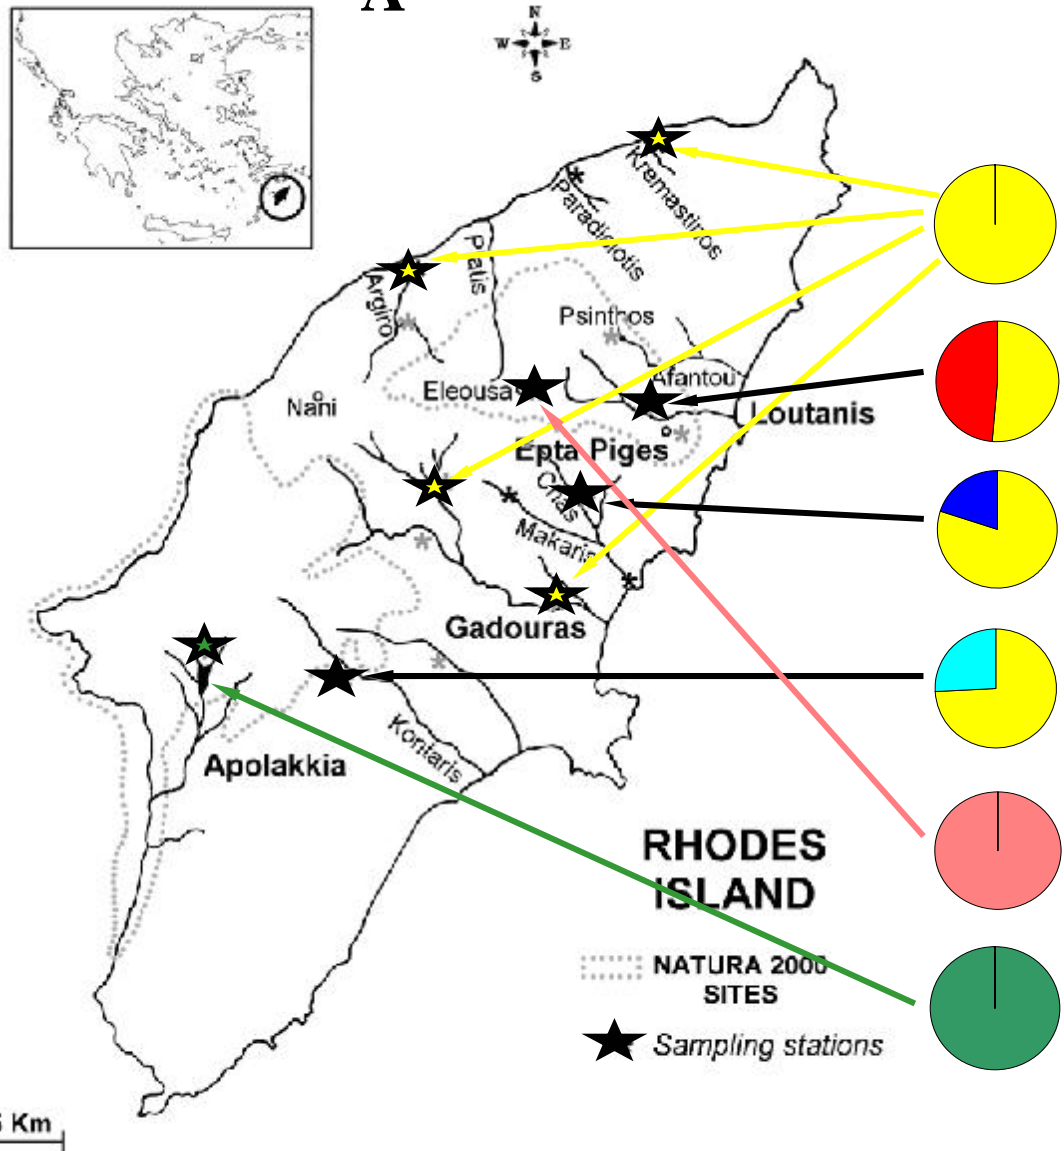 A
N
W E
S
Kremastinos
Paradiciotis
Patis
Argiro
Psinthos
Afantou
Eleousa
Nani
Loutanis
Epta Piges
Makaris
Gadouras
Kontaris
Apolakkia
RHODES
ISLAND
NATURA 2000
SITES
Sampling stations
Km